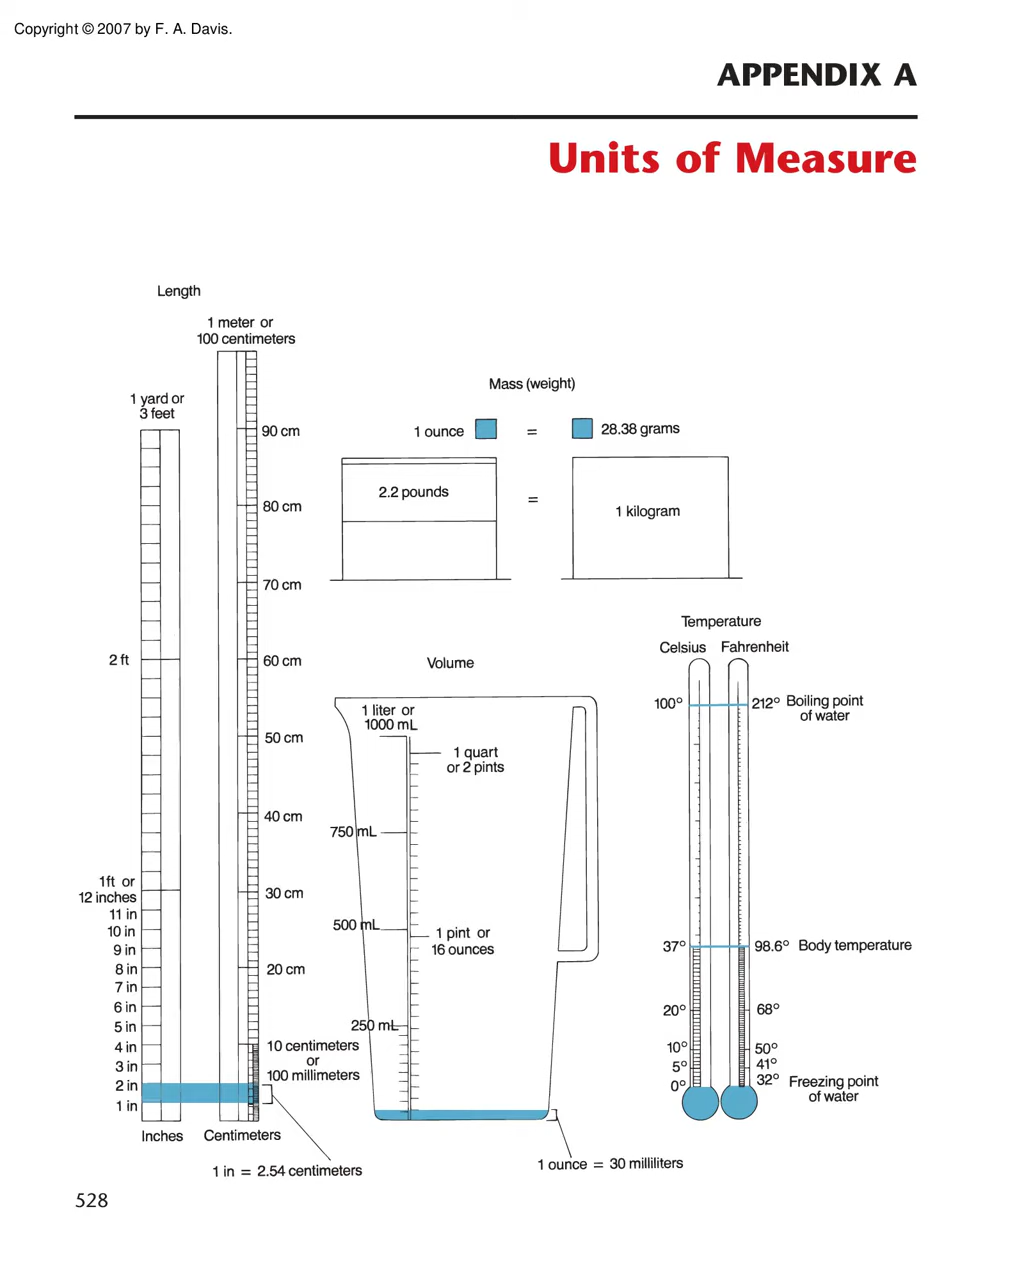 Copyright © 2007 by F. A. Davis.
APPENDIX A
Units of Measure
Length
1 meter or
100 centimeters
1 yard or
3 feet
90 cm
80 cm
70 cm
2 ft
60 cm
50 cm
40 cm
1ft or
12 inches
30 cm
11 in
10 in
9 in
8 in
20 cm
7 in
6 in
5 in
4 in
10 centimeters
or
100 millimeters
3 in
2 in
1 in
Inches
Centimeters
1 in = 2.54 centimeters
Mass (weight)
1 ounce = 28.38 grams
2.2 pounds = 1 kilogram
Volume
1 liter or
1000 mL
1 quart
or 2 pints
750 mL
500 mL
1 pint or
16 ounces
250 mL
1 ounce = 30 milliliters
Temperature
Celsius Fahrenheit
100° 212° Boiling point
of water
37° 98.6° Body temperature
20° 68°
10° 50°
5° 41°
0° 32° Freezing point
of water
528